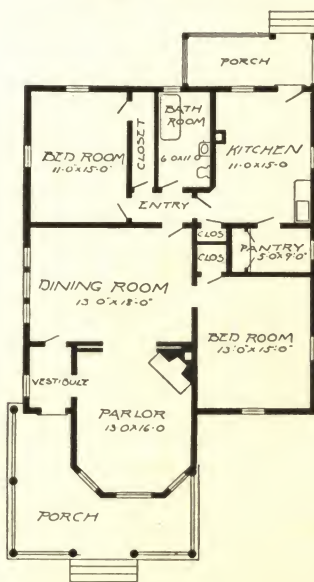 PORCH
BATH
ROOM
6.0X11.0
CLOSET
BED ROOM
11-0"X15-0"
KITCHEN
11-0X15-0
ENTRY
CLOS
CLOS
PANTRY
5-0X9-0"
DINING ROOM
13 0"X18-0"
BED ROOM
13-0"X15-0"
VESTIBULE
PARLOR
13 0X16-0
PORCH